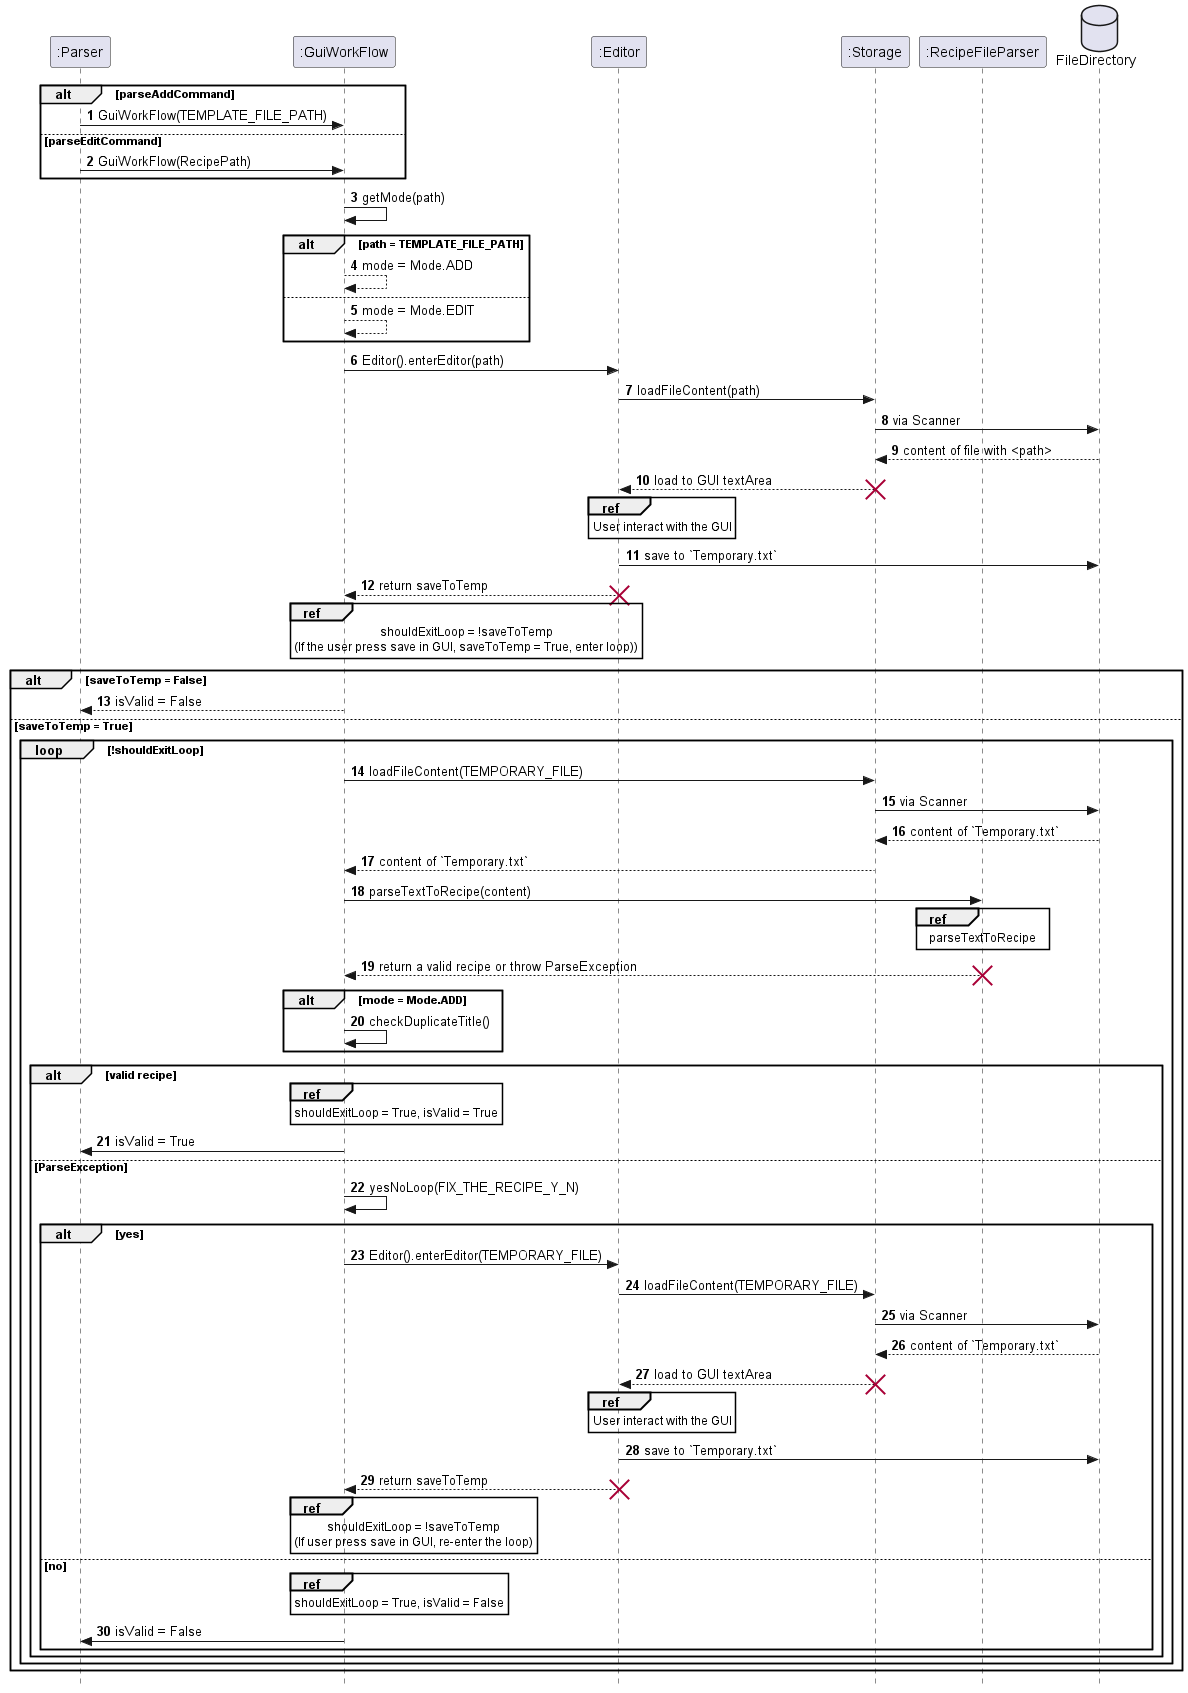 :Parser
:GuiWorkFlow
:Editor
:Storage
:RecipeFileParser
FileDirectory
alt [parseAddCommand]
1 GuiWorkFlow(TEMPLATE_FILE_PATH)
[parseEditCommand]
2 GuiWorkFlow(RecipePath)
3 getMode(path)
alt [path = TEMPLATE_FILE_PATH]
4 mode = Mode.ADD
5 mode = Mode.EDIT
6 Editor().enterEditor(path)
7 loadFileContent(path)
8 via Scanner
9 content of file with <path>
10 load to GUI textArea
ref
User interact with the GUI
11 save to `Temporary.txt`
12 return saveToTemp
ref
shouldExitLoop = !saveToTemp
(If the user press save in GUI, saveToTemp = True, enter loop))
alt [saveToTemp = False]
13 isValid = False
[saveToTemp = True]
loop [!shouldExitLoop]
14 loadFileContent(TEMPORARY_FILE)
15 via Scanner
16 content of `Temporary.txt`
17 content of `Temporary.txt`
18 parseTextToRecipe(content)
ref
parseTextToRecipe
19 return a valid recipe or throw ParseException
alt [mode = Mode.ADD]
20 checkDuplicateTitle()
alt [valid recipe]
ref
shouldExitLoop = True, isValid = True
21 isValid = True
[ParseException]
22 yesNoLoop(FIX_THE_RECIPE_Y_N)
alt [yes]
23 Editor().enterEditor(TEMPORARY_FILE)
24 loadFileContent(TEMPORARY_FILE)
25 via Scanner
26 content of `Temporary.txt`
27 load to GUI textArea
ref
User interact with the GUI
28 save to `Temporary.txt`
29 return saveToTemp
ref
shouldExitLoop = !saveToTemp
(If user press save in GUI, re-enter the loop)
[no]
ref
shouldExitLoop = True, isValid = False
30 isValid = False